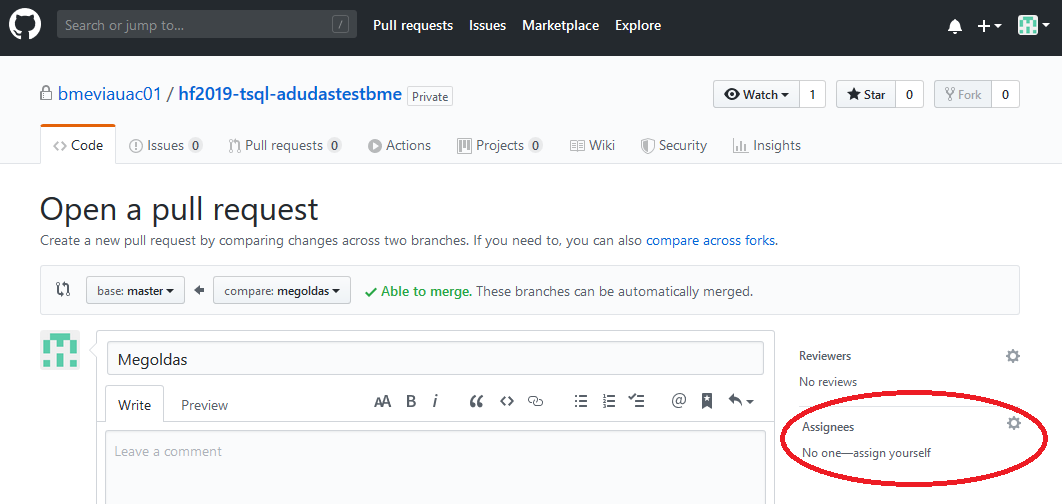 Search or jump to... / Pull requests Issues Marketplace Explore
bmeviauac01 / hf2019-tsql-adudastestbme Private Watch 1 Star 0 Fork 0
Code Issues 0 Pull requests 0 Actions Projects 0 Wiki Security Insights
Open a pull request
Create a new pull request by comparing changes across two branches. If you need to, you can also compare across forks.
base: master compare: megoldas Able to merge. These branches can be automatically merged.
Megoldas
Write Preview AA B i @
Leave a comment
Reviewers
No reviews
Assignees
No one—assign yourself